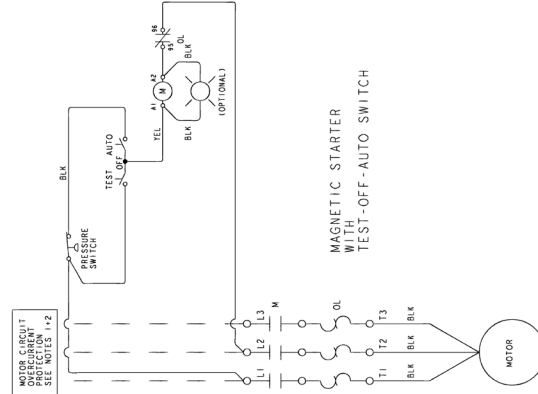 MOTOR CIRCUIT
OVERCURRENT
PROTECTION
SEE NOTES 1+2
PRESSURE
SWITCH
BLK
TEST
OFF
AUTO
YEL
A1
M
A2
BLK
BLK
95
96
OL
(OPTIONAL)
L1
L2
L3
M
OL
T1
T2
T3
BLK
BLK
BLK
MOTOR
MAGNETIC STARTER
WITH
TEST-OFF-AUTO SWITCH